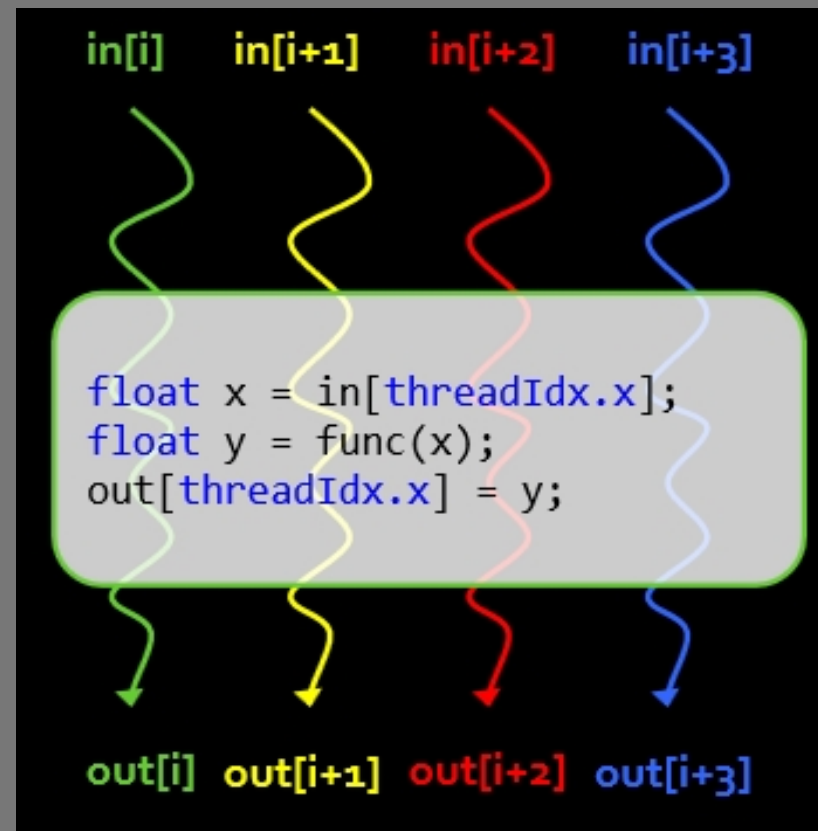 in[i] in[i+1] in[i+2] in[i+3]
float x = in[threadIdx.x];
float y = func(x);
out[threadIdx.x] = y;
out[i] out[i+1] out[i+2] out[i+3]